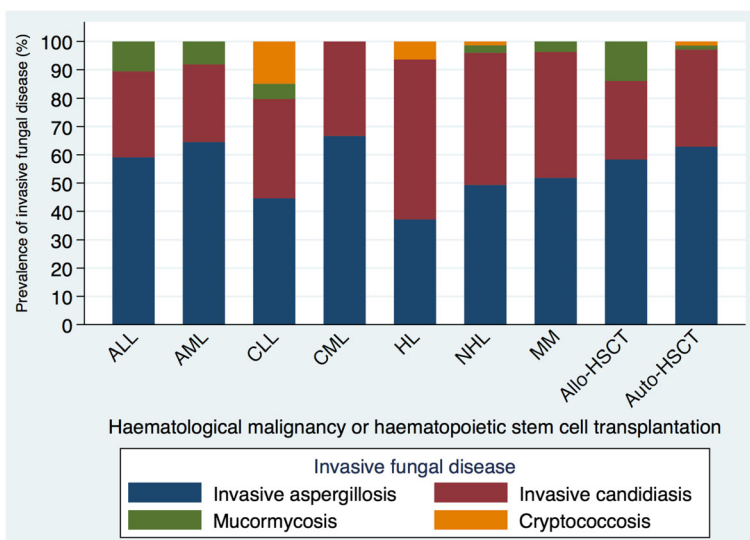 Prevalence of invasive fungal disease (%)
100
90
80
70
60
50
40
30
20
10
0
ALL
AML
CLL
CML
HL
NHL
MM
Allo-HSCT
Auto-HSCT
Haematological malignancy or haematopoietic stem cell transplantation
Invasive fungal disease
Invasive aspergillosis
Invasive candidiasis
Mucormycosis
Cryptococcosis